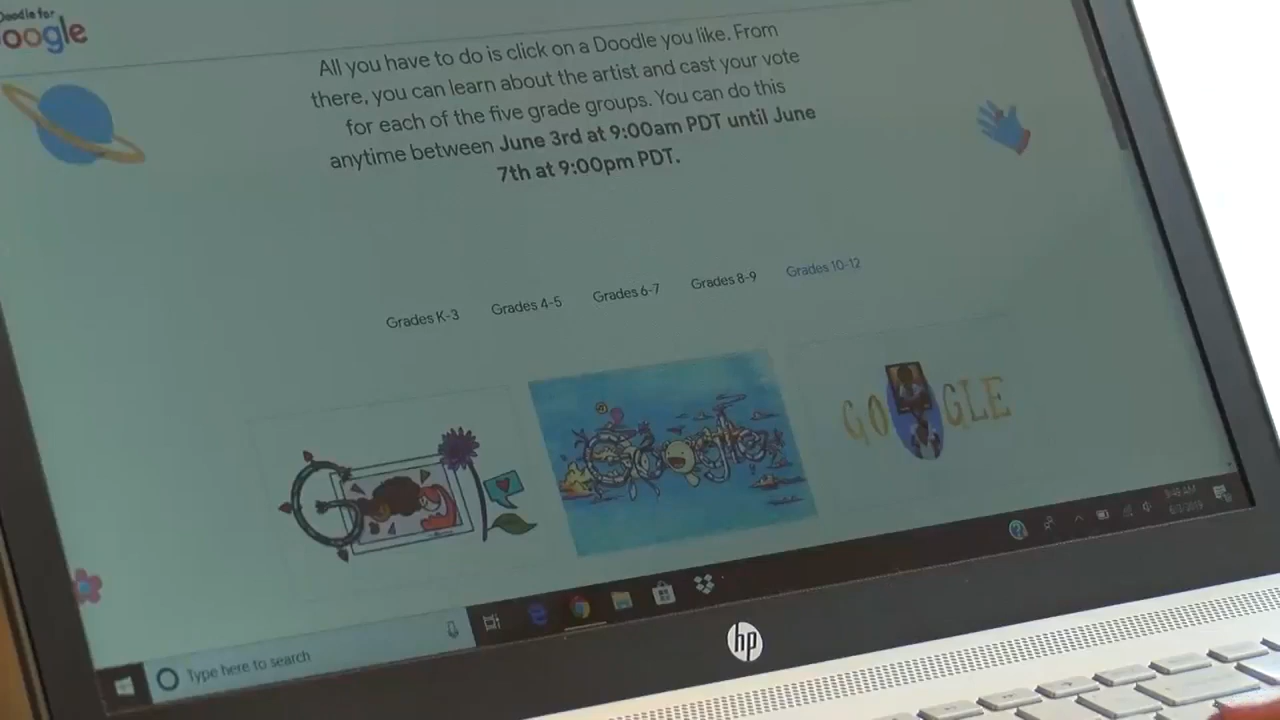 Doodle for
Google
All you have to do is click on a Doodle you like. From
there, you can learn about the artist and cast your vote
for each of the five grade groups. You can do this
anytime between June 3rd at 9:00am PDT until June
7th at 9:00pm PDT.
Grades K-3
Grades 4-5
Grades 6-7
Grades 8-9
Grades 10-12
Google
GO GLE
Type here to search
hp